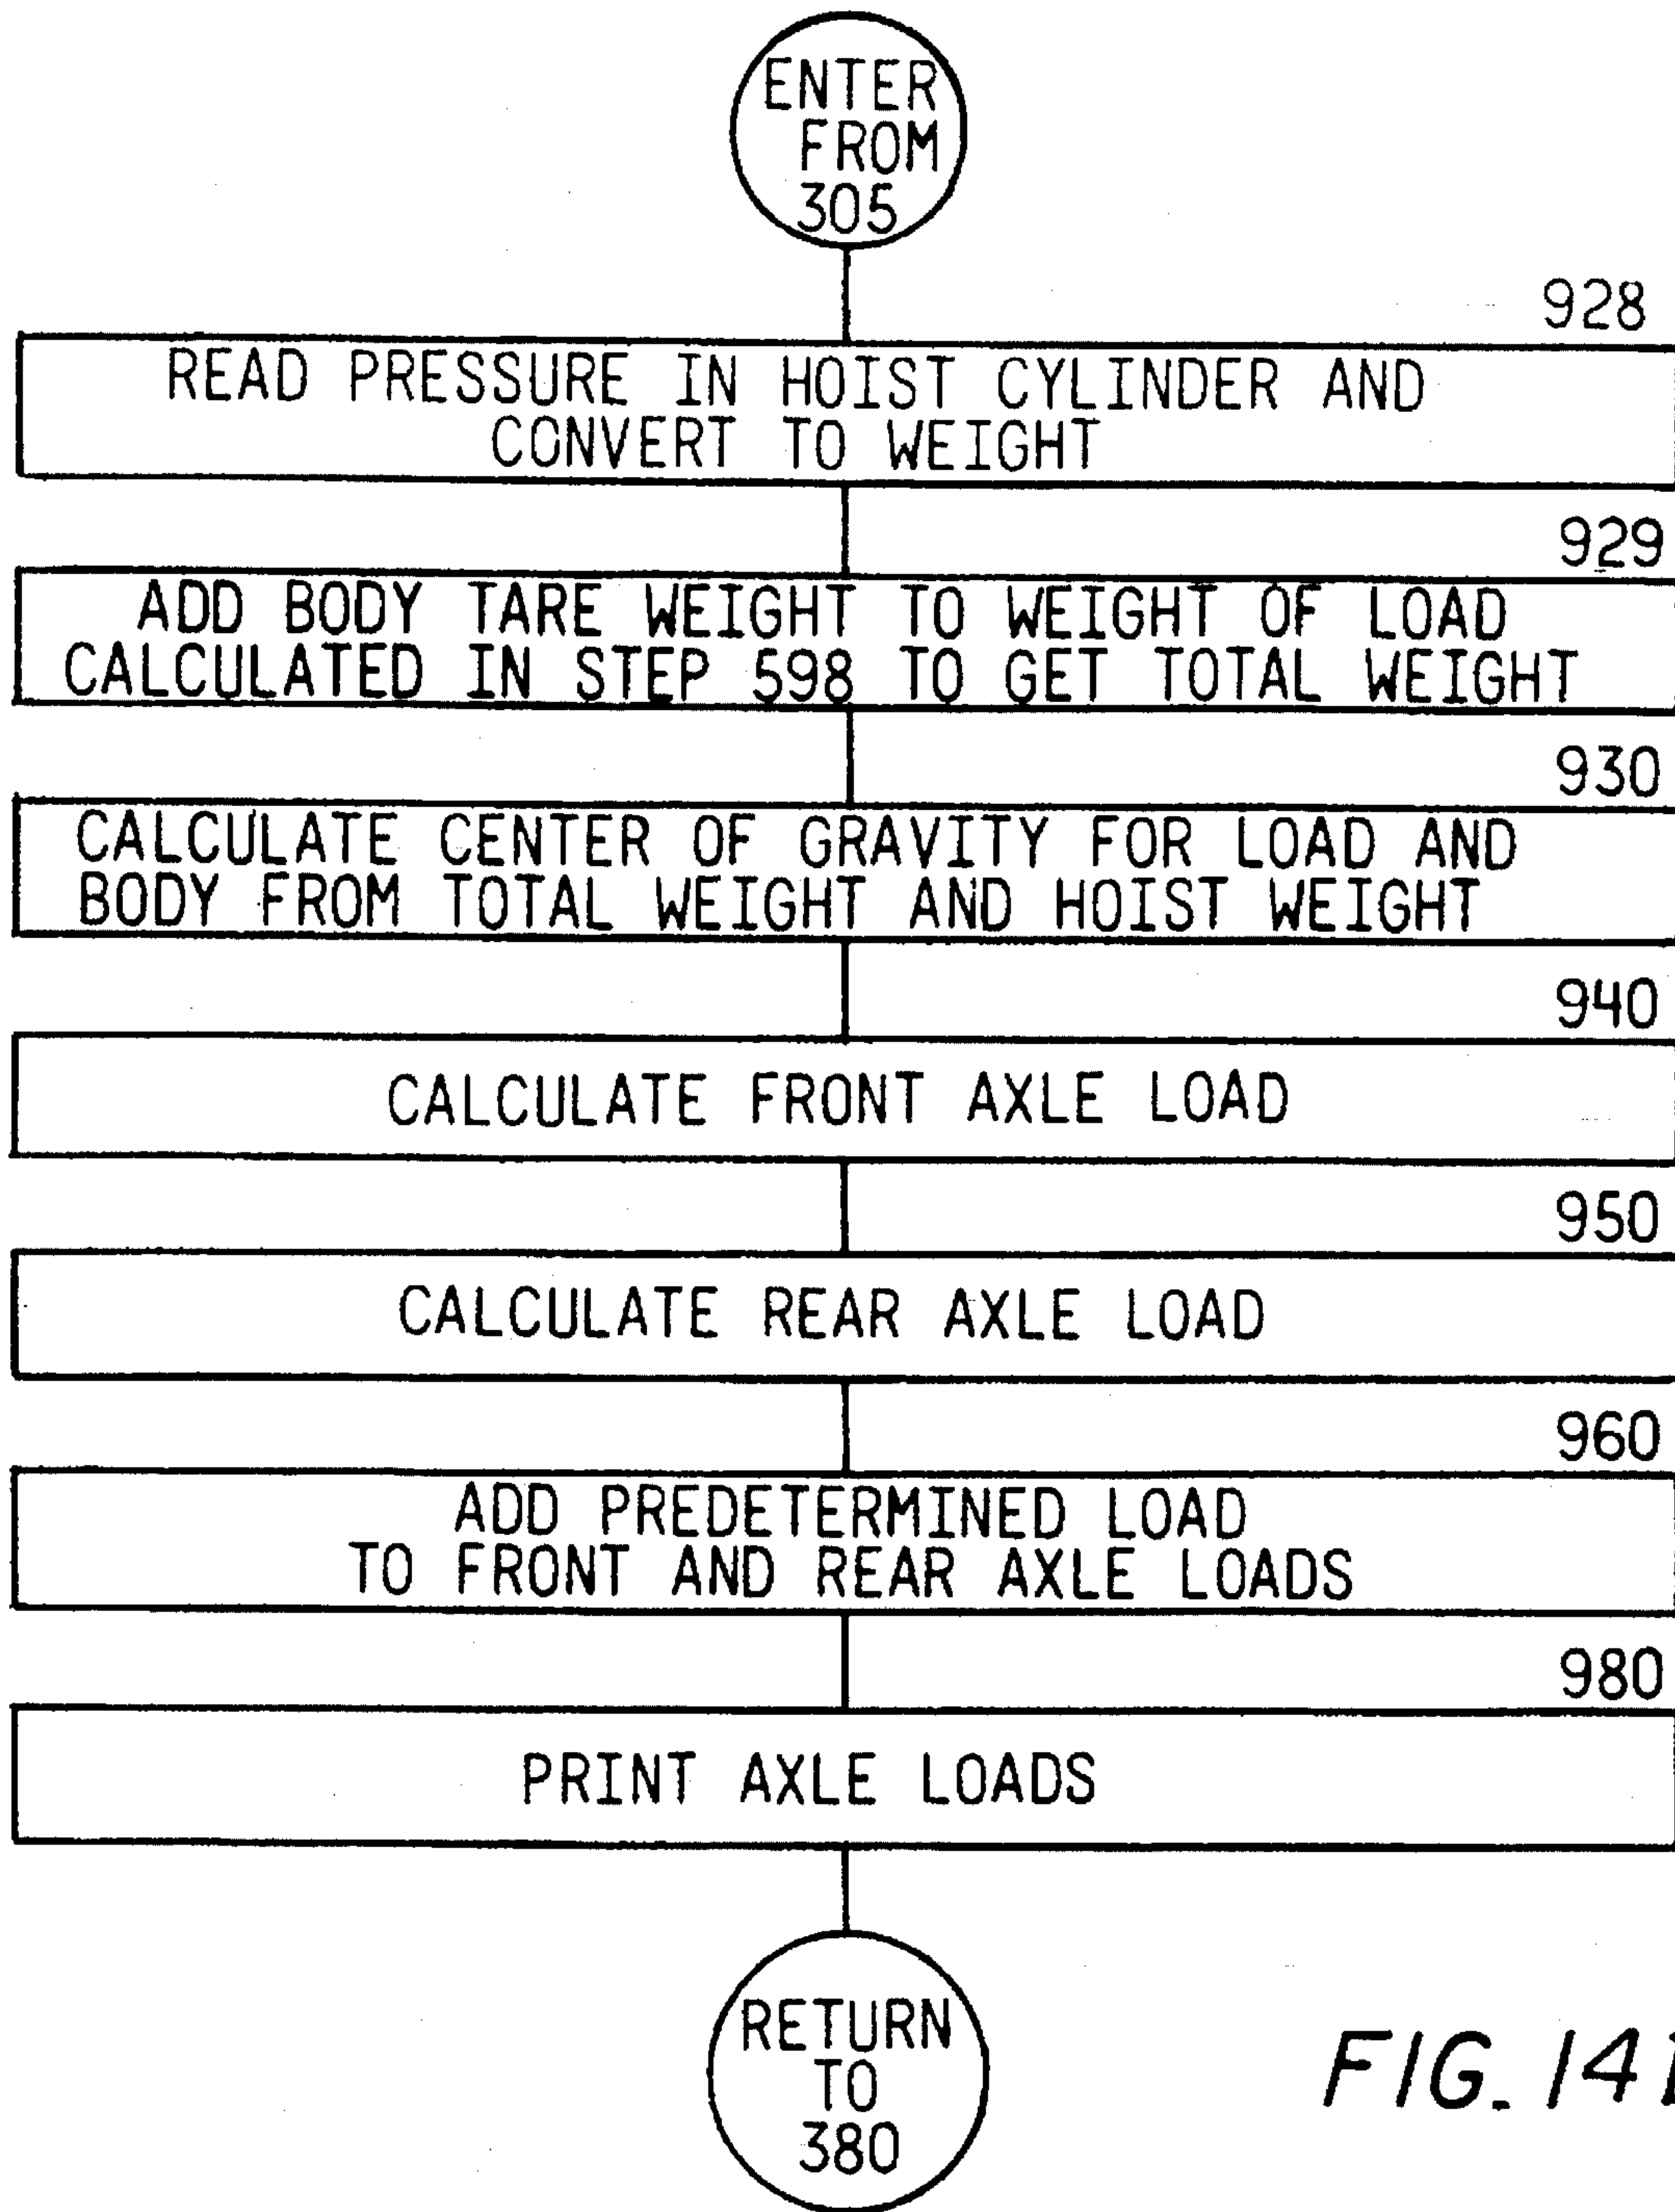 ENTER
FROM
305
928
READ PRESSURE IN HOIST CYLINDER AND
CONVERT TO WEIGHT
929
ADD BODY TARE WEIGHT TO WEIGHT OF LOAD
CALCULATED IN STEP 598 TO GET TOTAL WEIGHT
930
CALCULATE CENTER OF GRAVITY FOR LOAD AND
BODY FROM TOTAL WEIGHT AND HOIST WEIGHT
940
CALCULATE FRONT AXLE LOAD
950
CALCULATE REAR AXLE LOAD
960
ADD PREDETERMINED LOAD
TO FRONT AND REAR AXLE LOADS
980
PRINT AXLE LOADS
RETURN
TO
380
FIG.